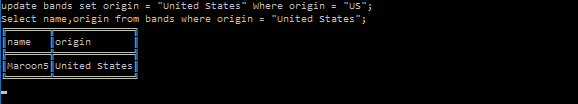 update bands set origin = "United States" Where origin = "US";
Select name,origin from bands where origin = "United States";
name origin
Maroon5 United States